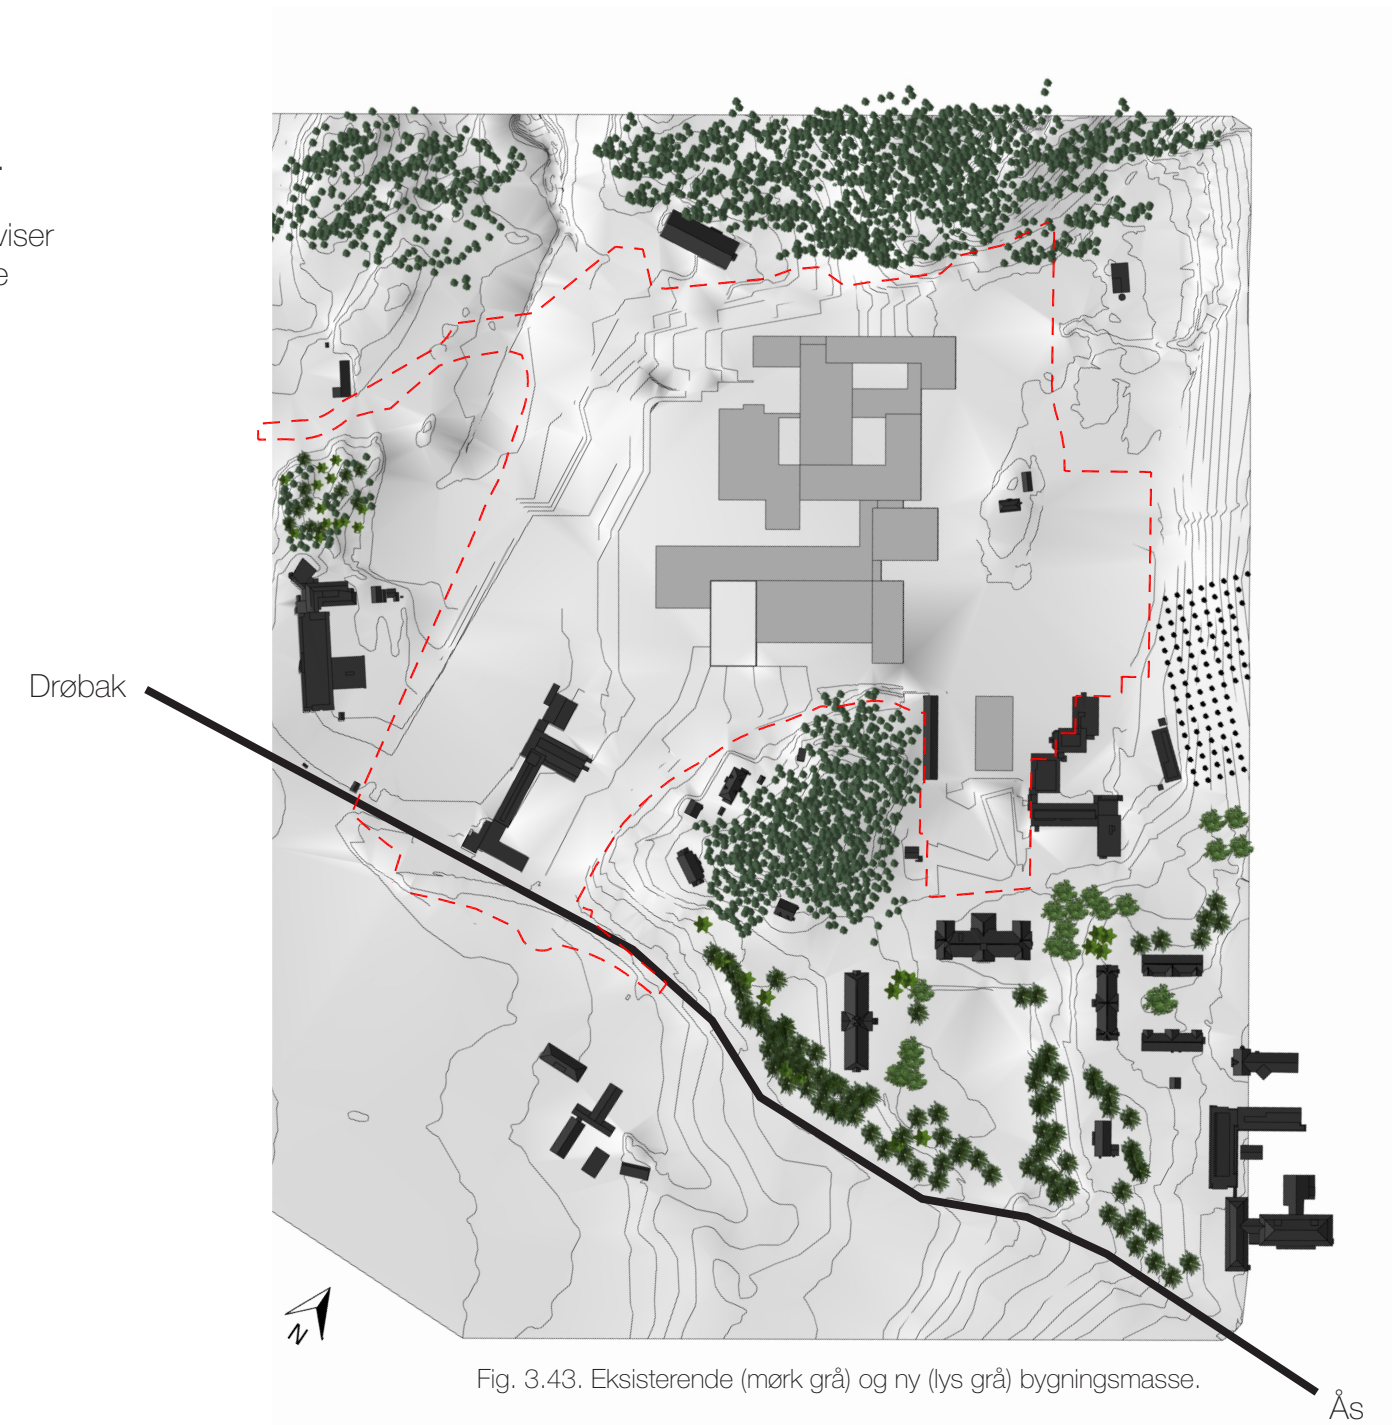 viser
e
Drøbak
N
Fig. 3.43. Eksisterende (mørk grå) og ny (lys grå) bygningsmasse.
Ås